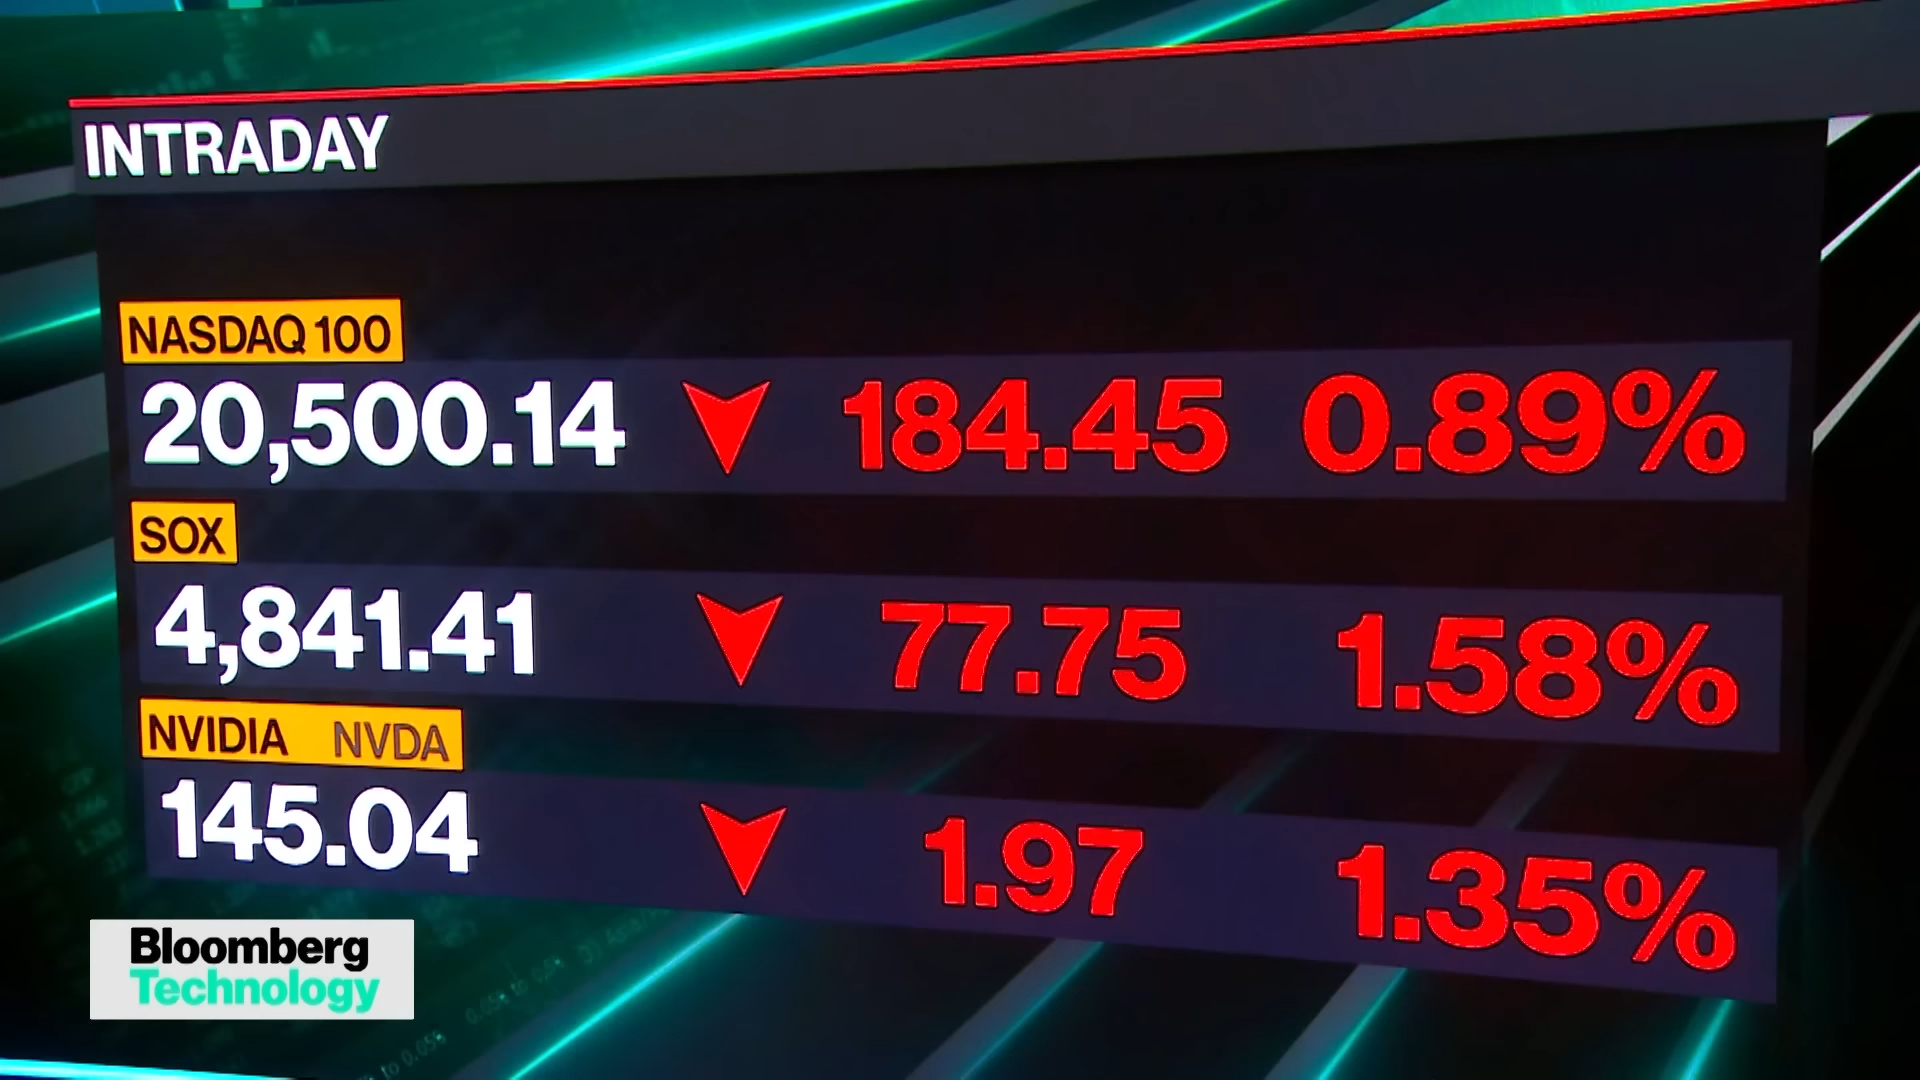 INTRADAY
NASDAQ 100
20,500.14 184.45 0.89%
SOX
4,841.41 77.75 1.58%
NVIDIA NVDA
145.04 1.97 1.35%
Bloomberg
Technology